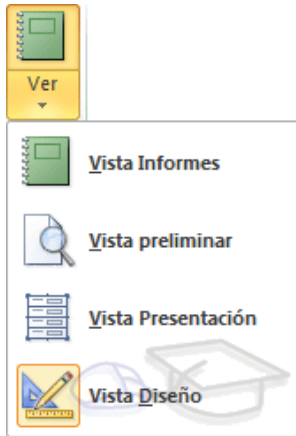 Ver
Vista Informes
Vista preliminar
Vista Presentación
Vista Diseño